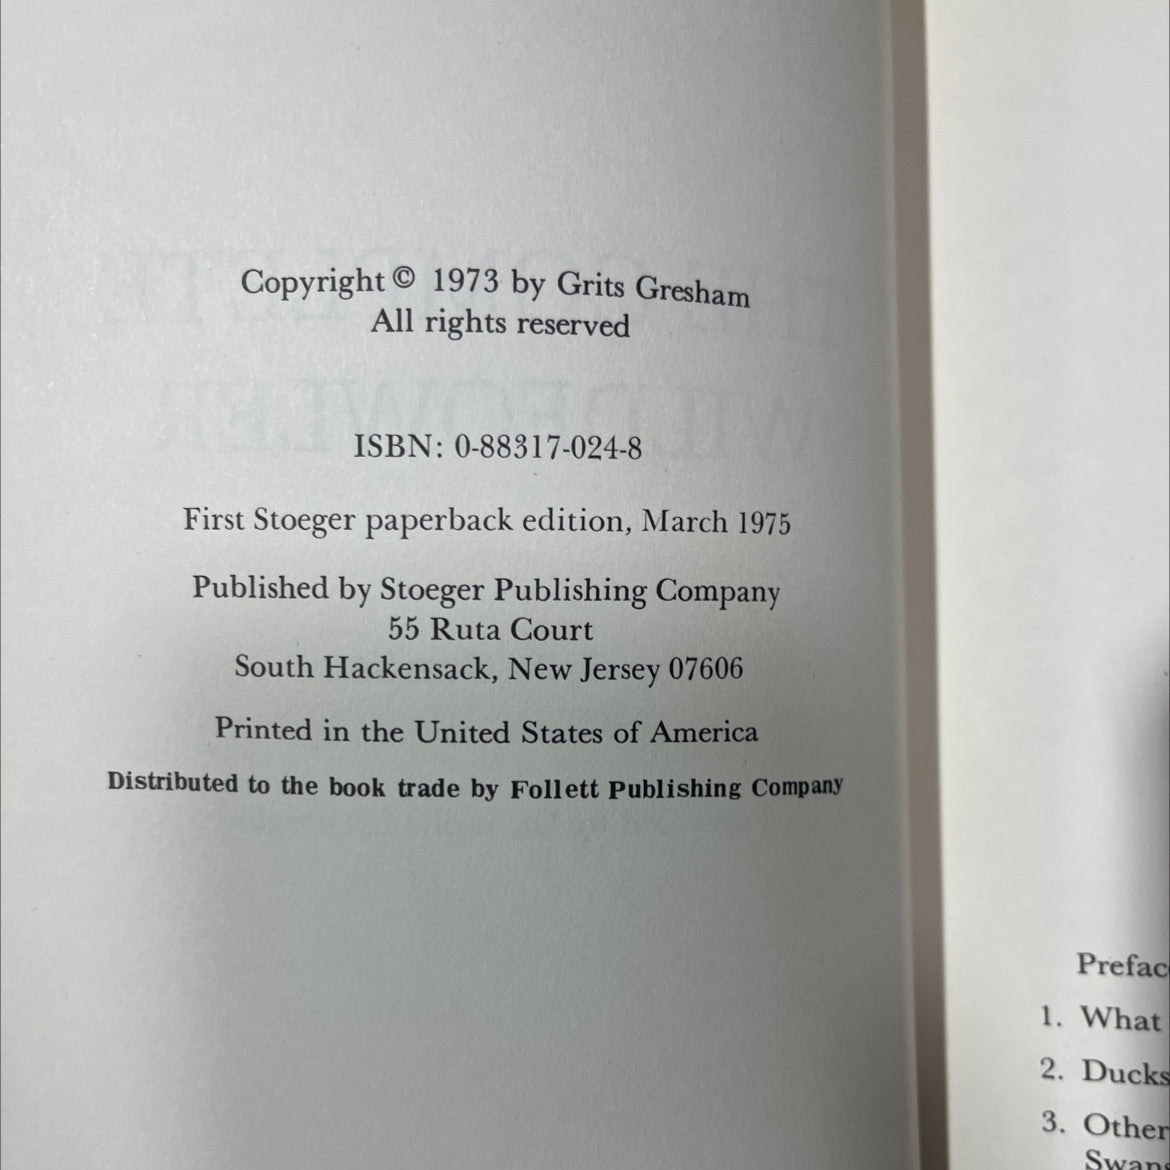 Copyright © 1973 by Grits Gresham
All rights reserved
ISBN: 0-88317-024-8
First Stoeger paperback edition, March 1975
Published by Stoeger Publishing Company
55 Ruta Court
South Hackensack, New Jersey 07606
Printed in the United States of America
Distributed to the book trade by Follett Publishing Company
Prefac
1. What
2. Ducks
3. Other
Swans